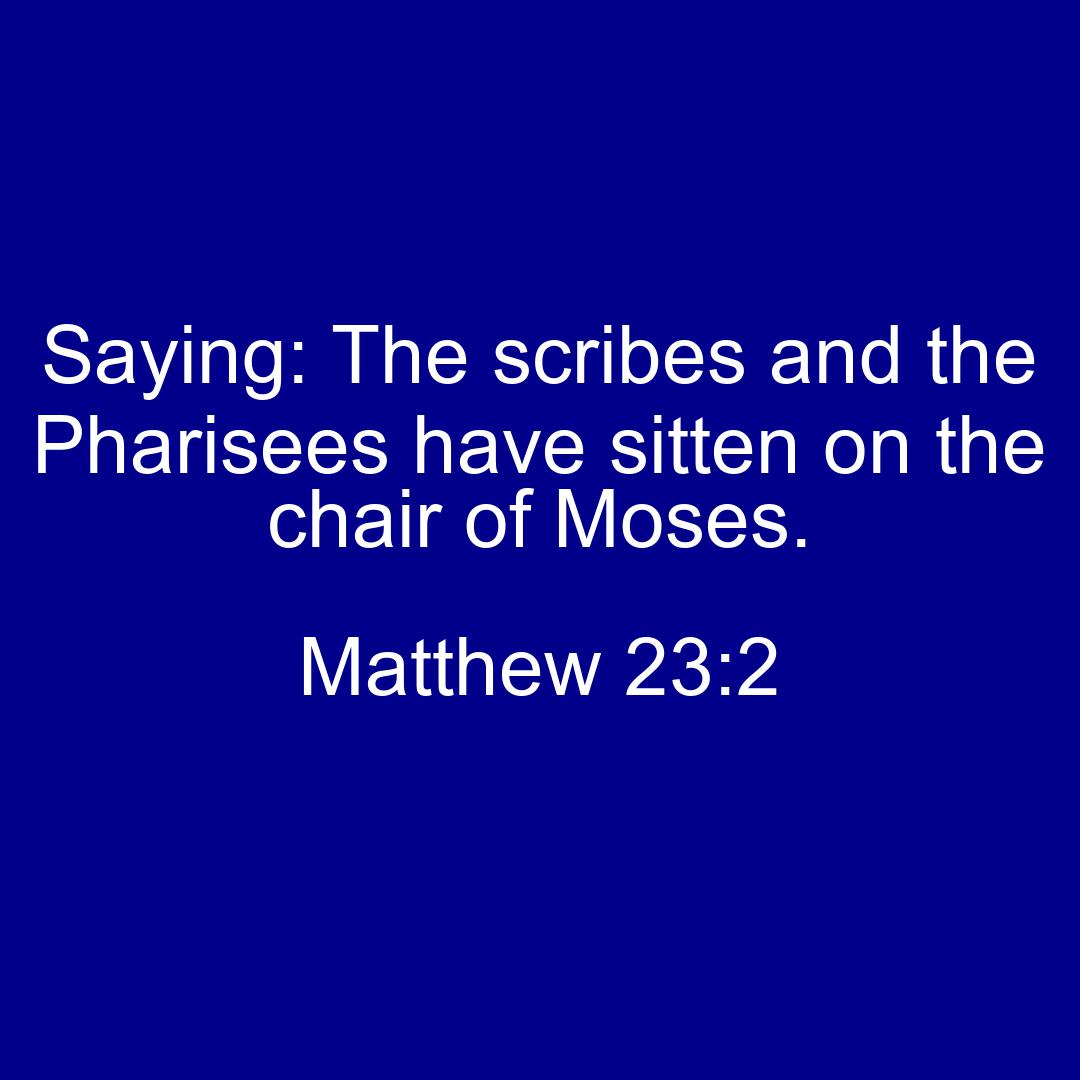 Saying: The scribes and the
Pharisees have sitten on the
chair of Moses.
Matthew 23:2